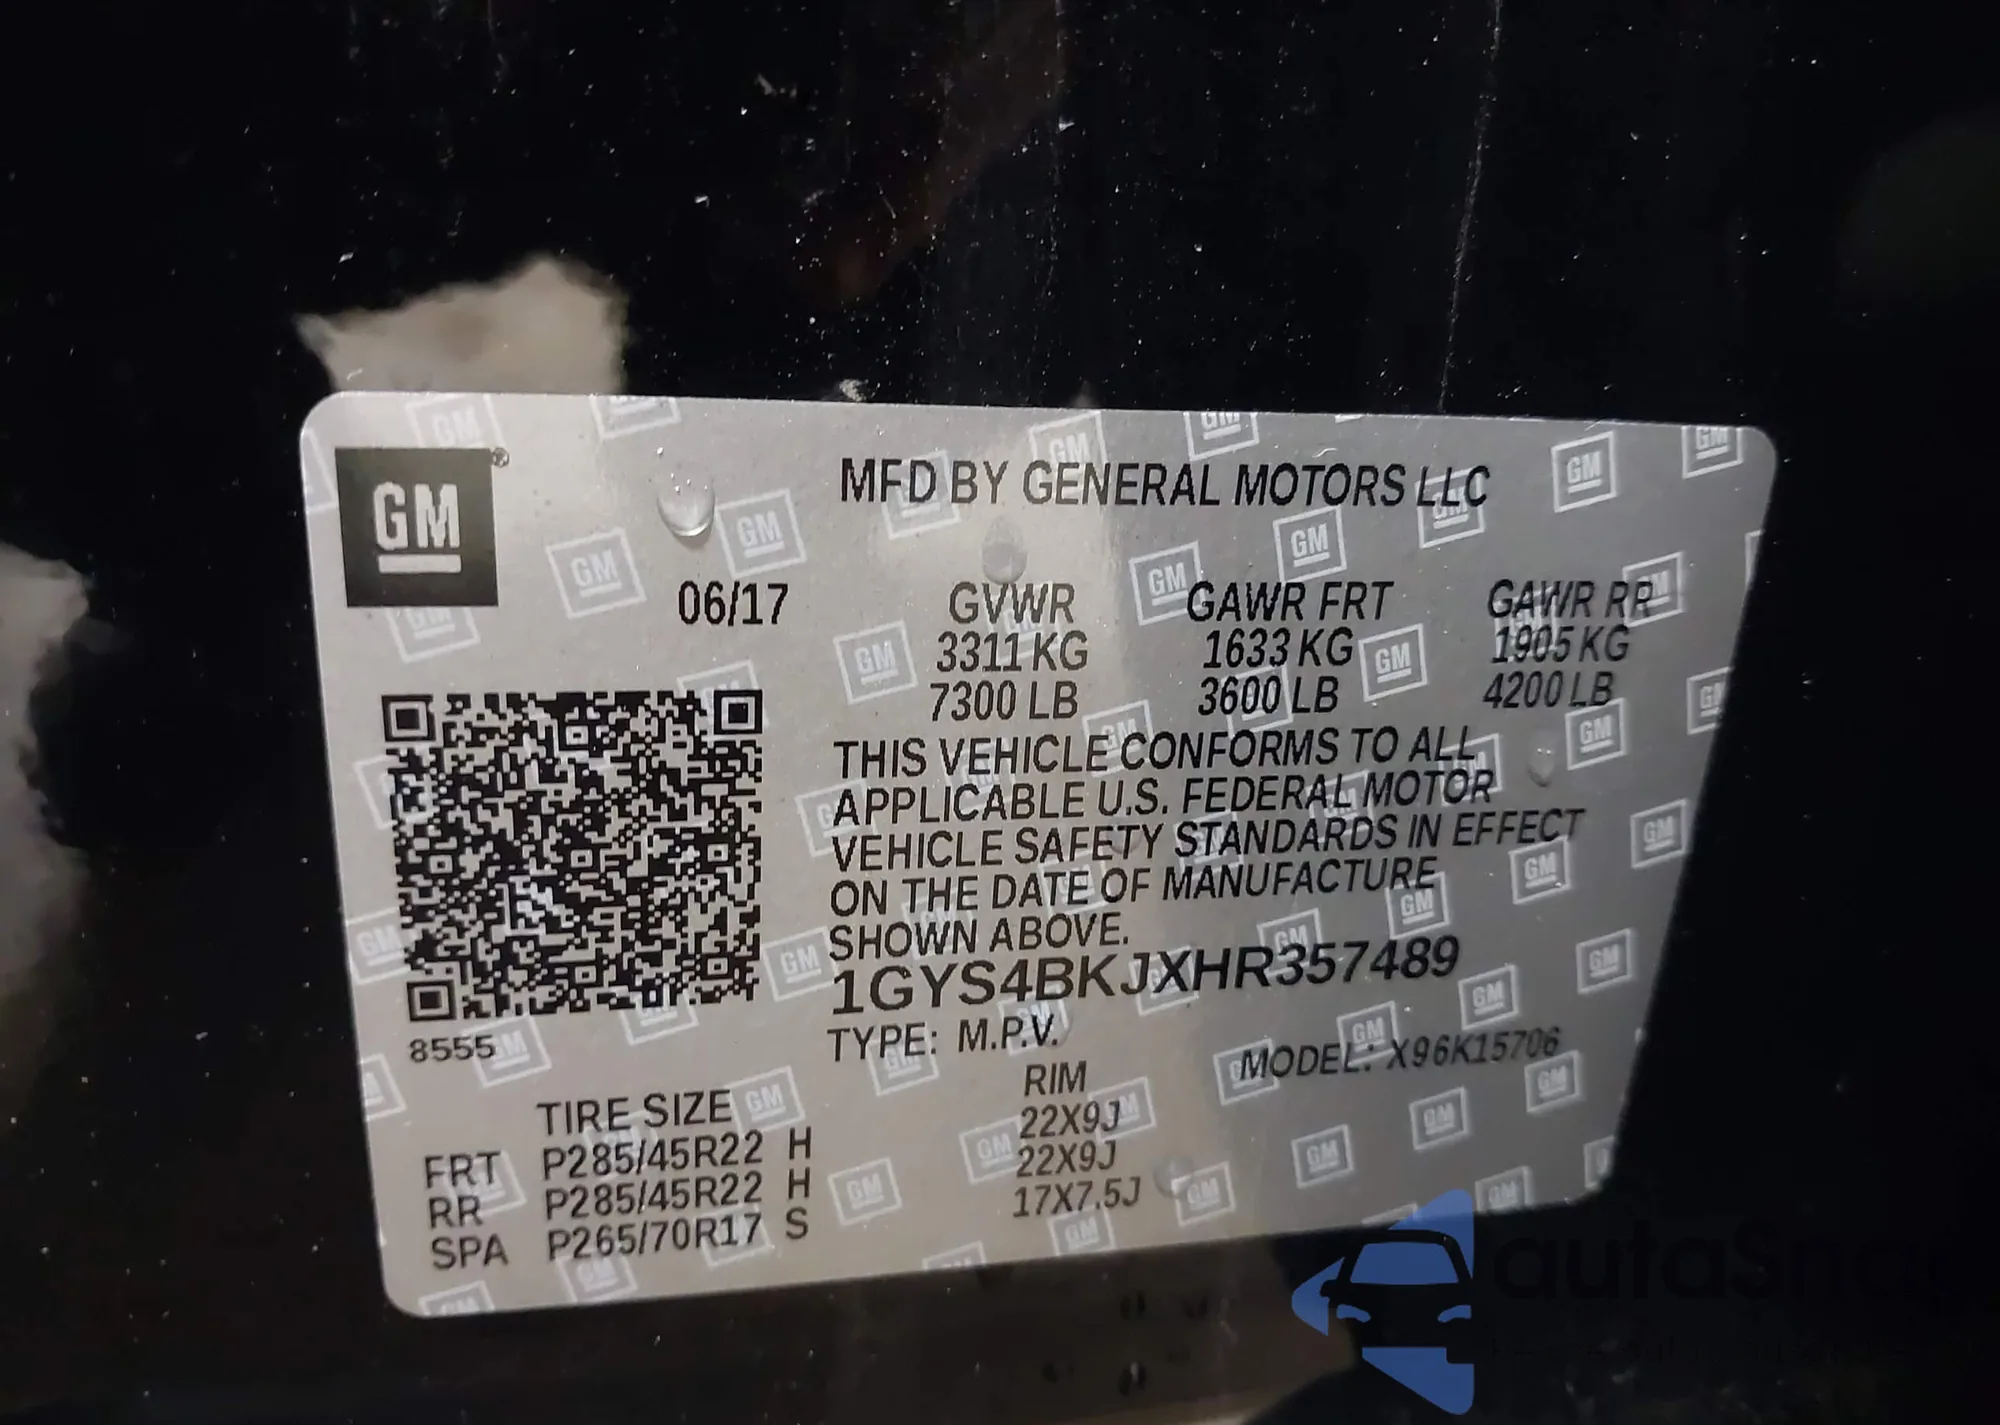 GM®
MFD BY GENERAL MOTORS LLC
06/17 GVWR GAWR FRT GAWR RR
3311 KG 1633 KG 1905 KG
7300 LB 3600 LB 4200 LB
THIS VEHICLE CONFORMS TO ALL
APPLICABLE U.S. FEDERAL MOTOR
VEHICLE SAFETY STANDARDS IN EFFECT
ON THE DATE OF MANUFACTURE
SHOWN ABOVE.
1GYS4BKJXHR357489
8555
TYPE: M.P.V. MODEL: X96K15706
TIRE SIZE RIM
FRT P285/45R22 H 22X9J
RR P285/45R22 H 22X9J
SPA P265/70R17 S 17X7.5J